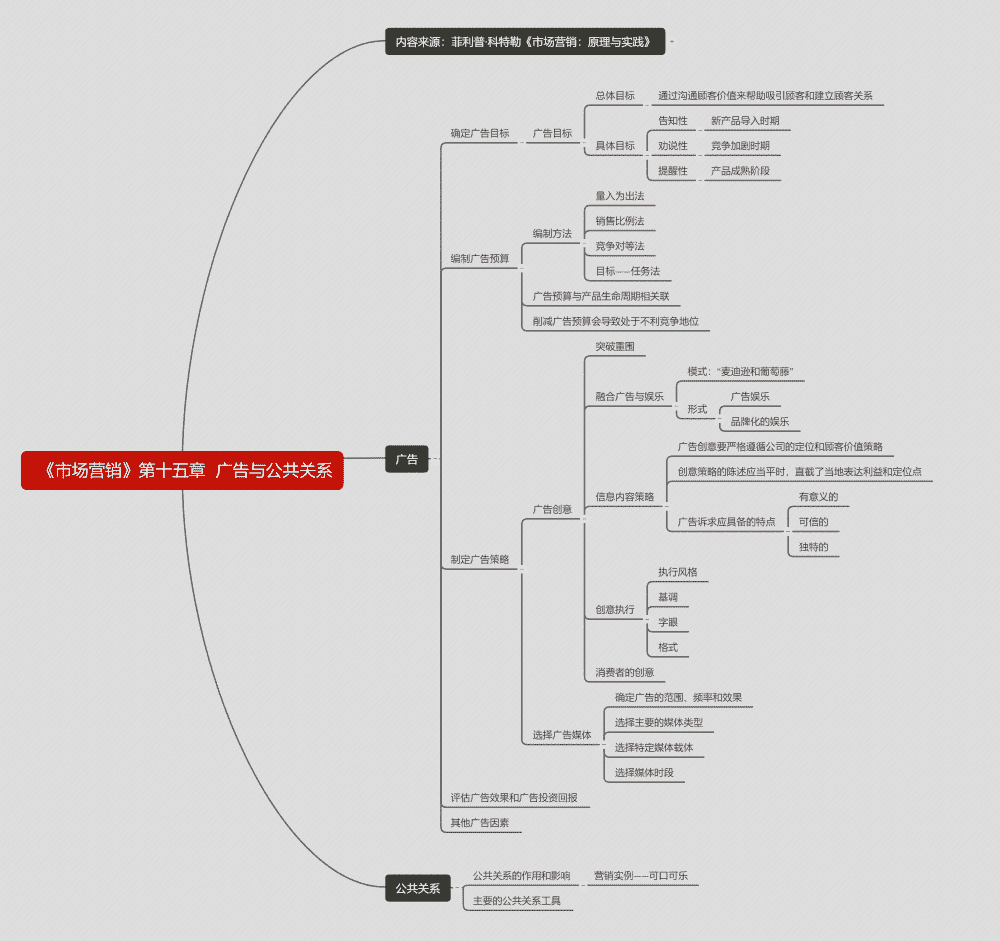 内容来源：菲利普·科特勒《市场营销：原理与实践》
总体目标
通过沟通顾客价值来帮助吸引顾客和建立顾客关系
告知性
新产品导入时期
确定广告目标
广告目标
具体目标
劝说性
竞争加剧时期
提醒性
产品成熟阶段
量入为出法
销售比例法
编制方法
竞争对等法
编制广告预算
目标——任务法
广告预算与产品生命周期相关联
削减广告预算会导致处于不利竞争地位
突破重围
模式：“麦迪逊和葡萄藤”
融合广告与娱乐
广告娱乐
形式
品牌化的娱乐
广告创意要严格遵循公司的定位和顾客价值策略
《市场营销》第十五章 广告与公共关系
广告
创意策略的陈述应当平时，直截了当地表达利益和定位点
信息内容策略
有意义的
广告创意
广告诉求应具备的特点
可信的
独特的
制定广告策略
执行风格
基调
创意执行
字眼
格式
消费者的创意
确定广告的范围、频率和效果
选择主要的媒体类型
选择广告媒体
选择特定媒体载体
选择媒体时段
评估广告效果和广告投资回报
其他广告因素
公共关系
公共关系的作用和影响
营销实例——可口可乐
主要的公共关系工具